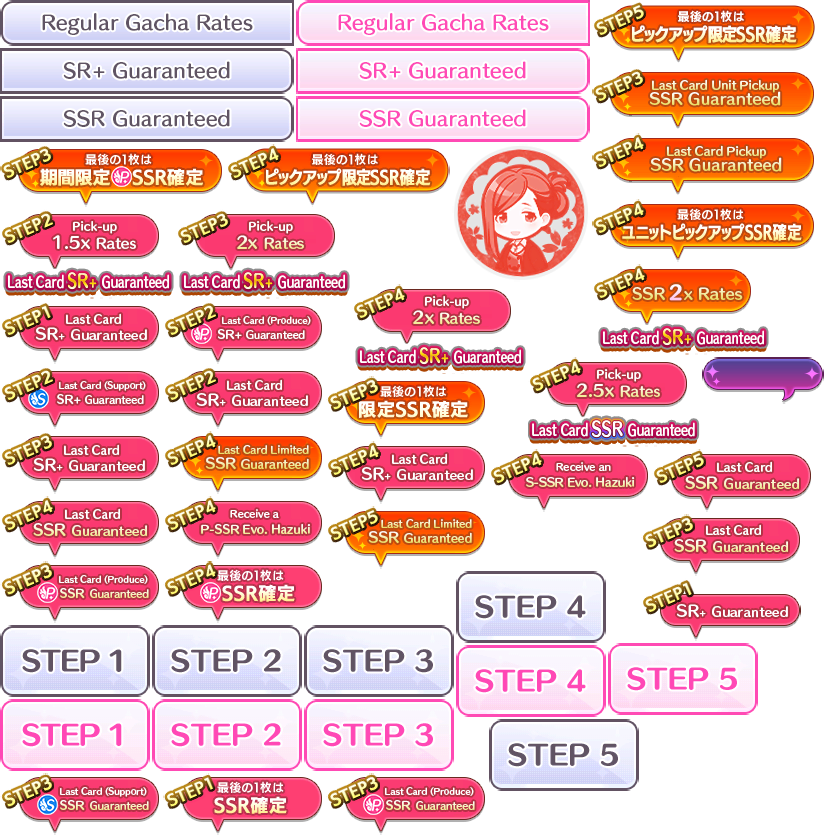 Regular Gacha Rates
Regular Gacha Rates
SR+ Guaranteed
SR+ Guaranteed
SSR Guaranteed
SSR Guaranteed
STEP5
最後の1枚は
ピックアップ限定SSR確定
STEP3
Last Card Unit Pickup
SSR Guaranteed
STEP4
Last Card Pickup
SSR Guaranteed
STEP3
最後の1枚は
期間限定PSSR確定
STEP4
最後の1枚は
ピックアップ限定SSR確定
STEP4
最後の1枚は
ユニットピックアップSSR確定
STEP2
Pick-up
1.5x Rates
Last Card SR+ Guaranteed
STEP3
Pick-up
2x Rates
Last Card SR+ Guaranteed
STEP4
SSR 2x Rates
Last Card SR+ Guaranteed
STEP4
Pick-up
2x Rates
Last Card SR+ Guaranteed
STEP1
Last Card
SR+ Guaranteed
STEP2
Last Card (Produce)
P SR+ Guaranteed
STEP4
Pick-up
2.5x Rates
Last Card SSR Guaranteed
STEP2
Last Card (Support)
S SR+ Guaranteed
STEP2
Last Card
SR+ Guaranteed
STEP3
最後の1枚は
限定SSR確定
STEP3
Last Card
SR+ Guaranteed
STEP4
Last Card Limited
SSR Guaranteed
STEP4
Last Card
SR+ Guaranteed
STEP4
Receive an
S-SSR Evo. Hazuki
STEP5
Last Card
SSR Guaranteed
STEP4
Last Card
SSR Guaranteed
STEP4
Receive a
P-SSR Evo. Hazuki
STEP5
Last Card Limited
SSR Guaranteed
STEP3
Last Card
SSR Guaranteed
STEP3
Last Card (Produce)
P SSR Guaranteed
STEP4
最後の1枚は
PSSR確定
STEP1
SR+ Guaranteed
STEP 4
STEP 1
STEP 2
STEP 3
STEP 4
STEP 5
STEP 1
STEP 2
STEP 3
STEP 5
STEP3
Last Card (Support)
S SSR Guaranteed
STEP1
最後の1枚は
SSR確定
STEP3
Last Card (Produce)
P SSR Guaranteed